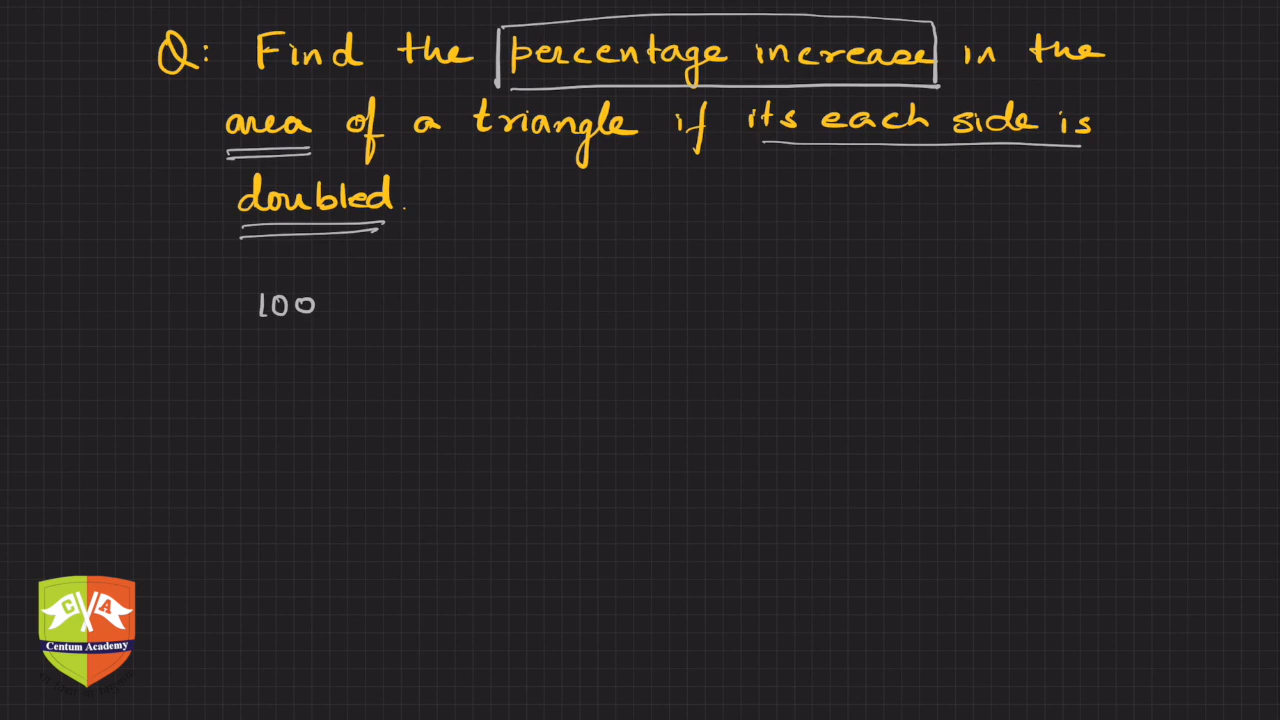 Q: Find the percentage increase in the
area of a triangle if its each side is
doubled.
100
C A
Centum Academy